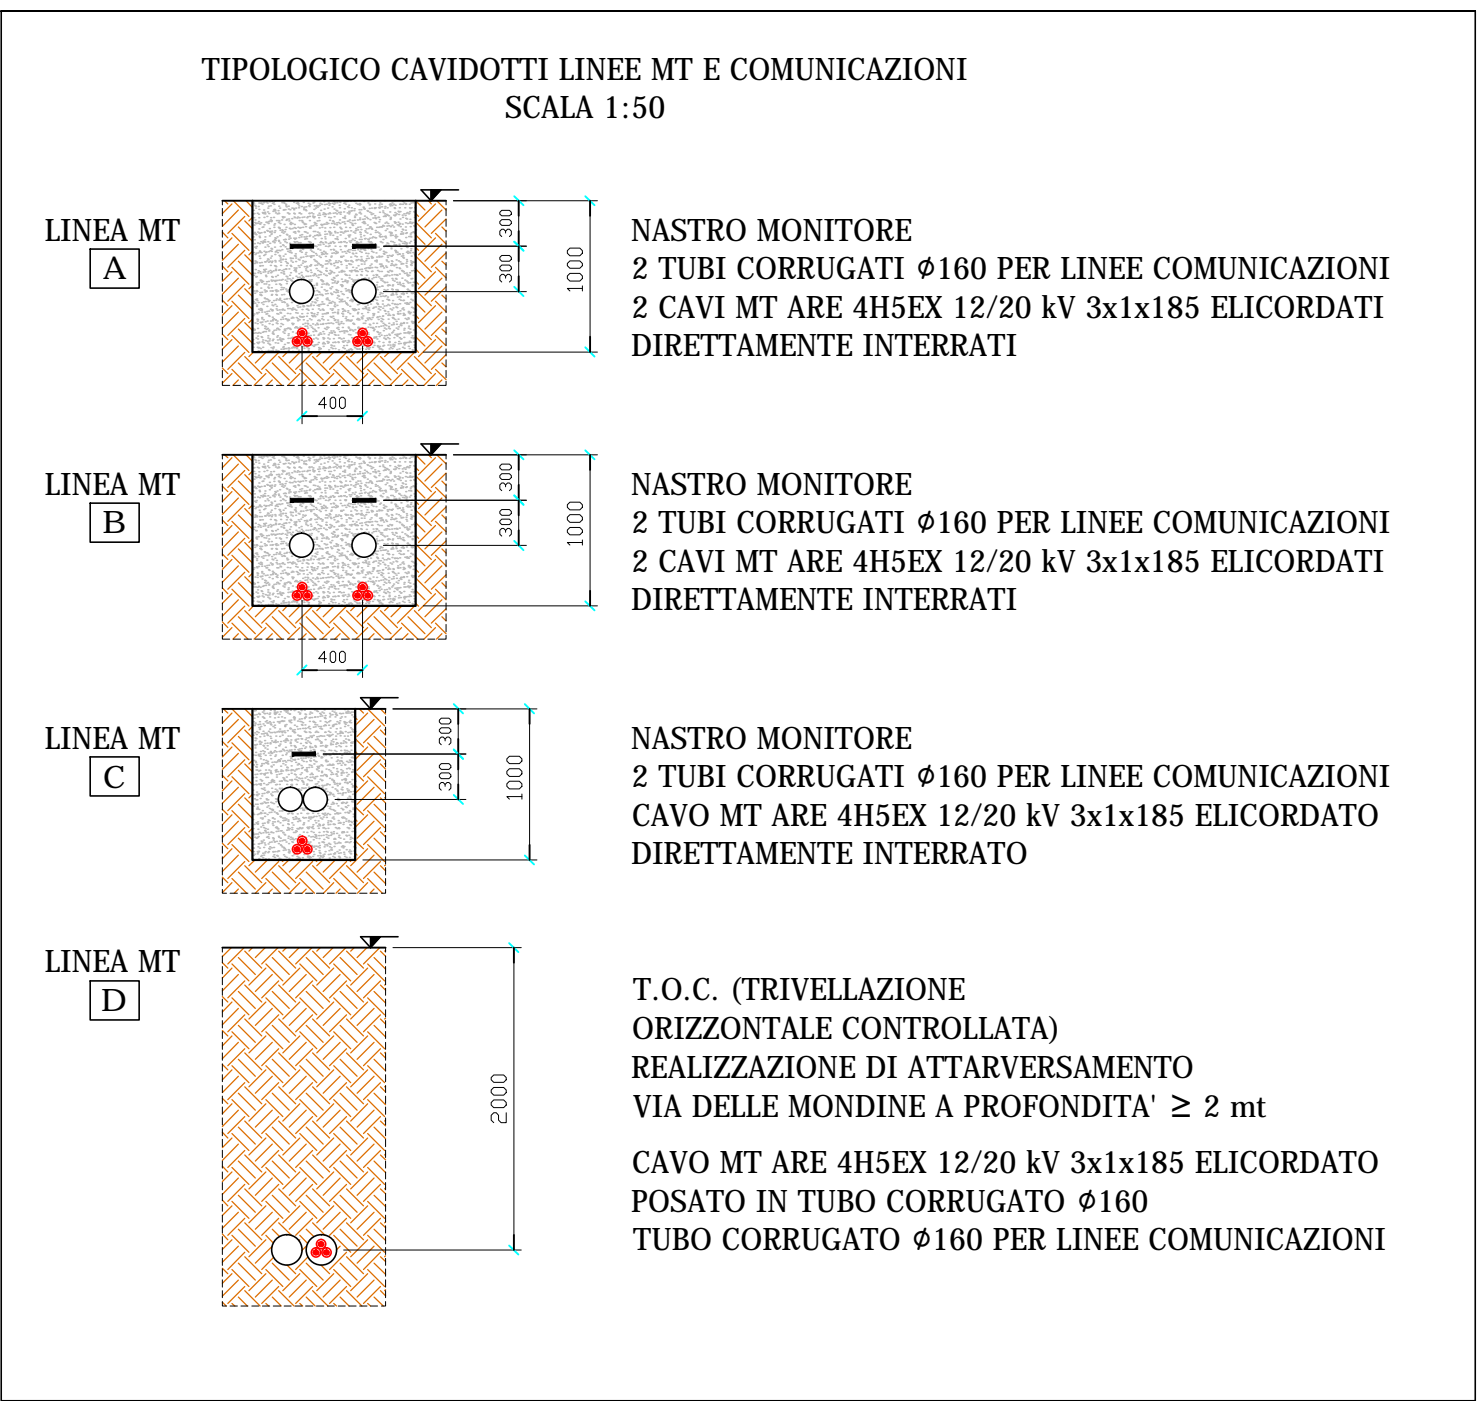 TIPOLOGICO CAVIDOTTI LINEE MT E COMUNICAZIONI
SCALA 1:50
LINEA MT
A
300
300
1000
400
NASTRO MONITORE
2 TUBI CORRUGATI Ø160 PER LINEE COMUNICAZIONI
2 CAVI MT ARE 4H5EX 12/20 kV 3x1x185 ELICORDATI
DIRETTAMENTE INTERRATI
LINEA MT
B
300
300
1000
400
NASTRO MONITORE
2 TUBI CORRUGATI Ø160 PER LINEE COMUNICAZIONI
2 CAVI MT ARE 4H5EX 12/20 kV 3x1x185 ELICORDATI
DIRETTAMENTE INTERRATI
LINEA MT
C
300
300
1000
NASTRO MONITORE
2 TUBI CORRUGATI Ø160 PER LINEE COMUNICAZIONI
CAVO MT ARE 4H5EX 12/20 kV 3x1x185 ELICORDATO
DIRETTAMENTE INTERRATO
LINEA MT
D
2000
T.O.C. (TRIVELLAZIONE
ORIZZONTALE CONTROLLATA)
REALIZZAZIONE DI ATTARVERSAMENTO
VIA DELLE MONDINE A PROFONDITA' ≥ 2 mt
CAVO MT ARE 4H5EX 12/20 kV 3x1x185 ELICORDATO
POSATO IN TUBO CORRUGATO Ø160
TUBO CORRUGATO Ø160 PER LINEE COMUNICAZIONI